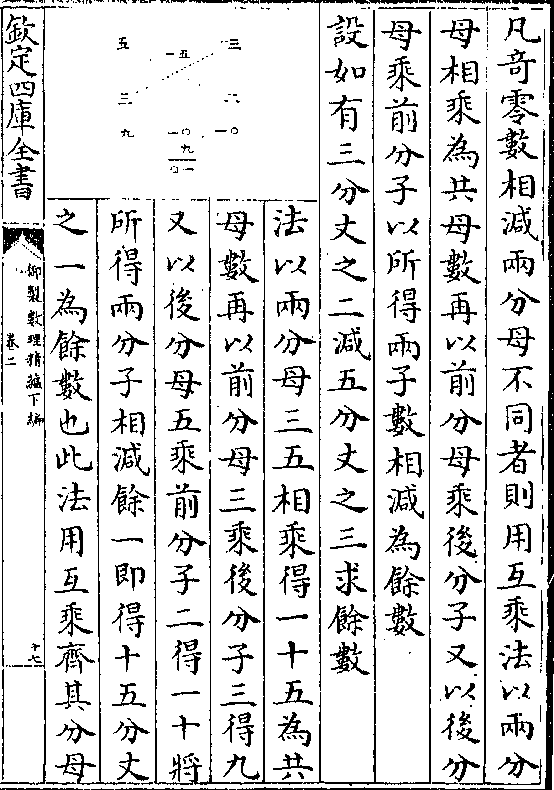 凡竒零數相減兩分母不同者則用互乘法以兩分
母相乘為共母數再以前分母乘後分子又以後分
母乘前分子以所得兩子數相減為餘數
設如有三分丈之二減五分丈之三求餘數
三 一五 五
二 三
一〇 一〇 九
九
〇一
法以兩分母三五相乘得一十五為共
母數再以前分母三乘後分子三得九
又以後分母五乘前分子二得一十將
所得兩分子相減餘一即得十五分丈
之一為餘數也此法用互乘齊其分母
欽定四庫全書
御製數理精蘊下編
卷二
十七